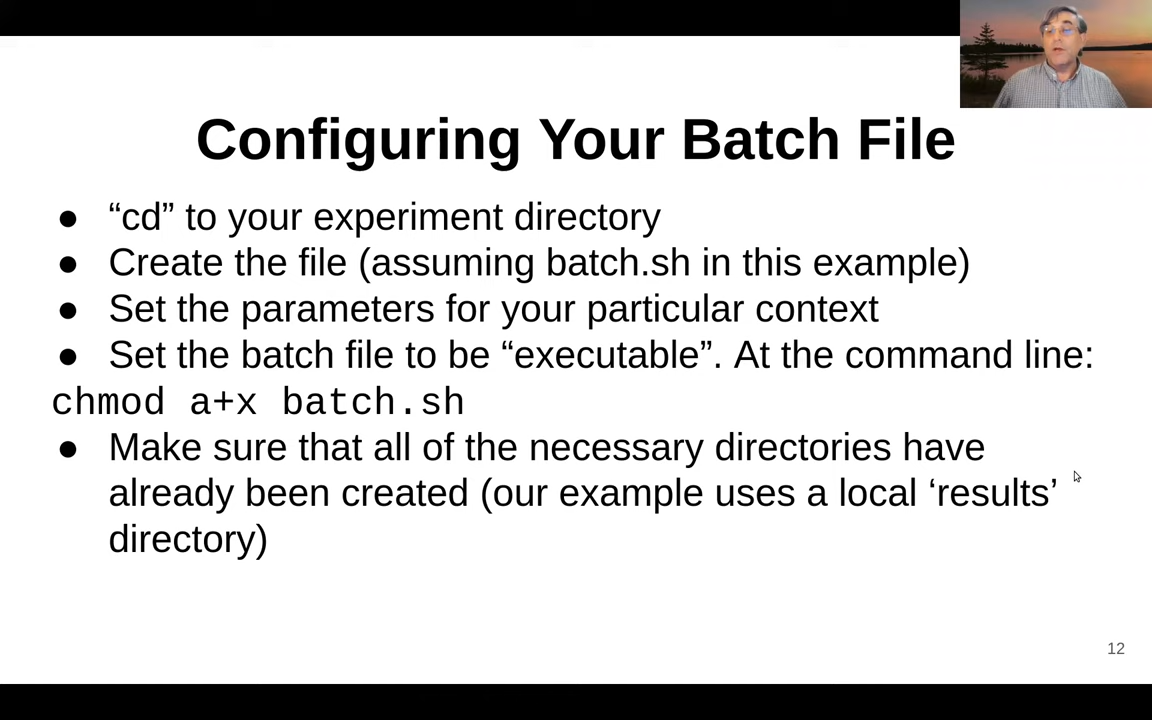 Configuring Your Batch File
● “cd” to your experiment directory
● Create the file (assuming batch.sh in this example)
● Set the parameters for your particular context
● Set the batch file to be “executable”. At the command line:
chmod a+x batch.sh
● Make sure that all of the necessary directories have
already been created (our example uses a local ‘results’
directory)
12